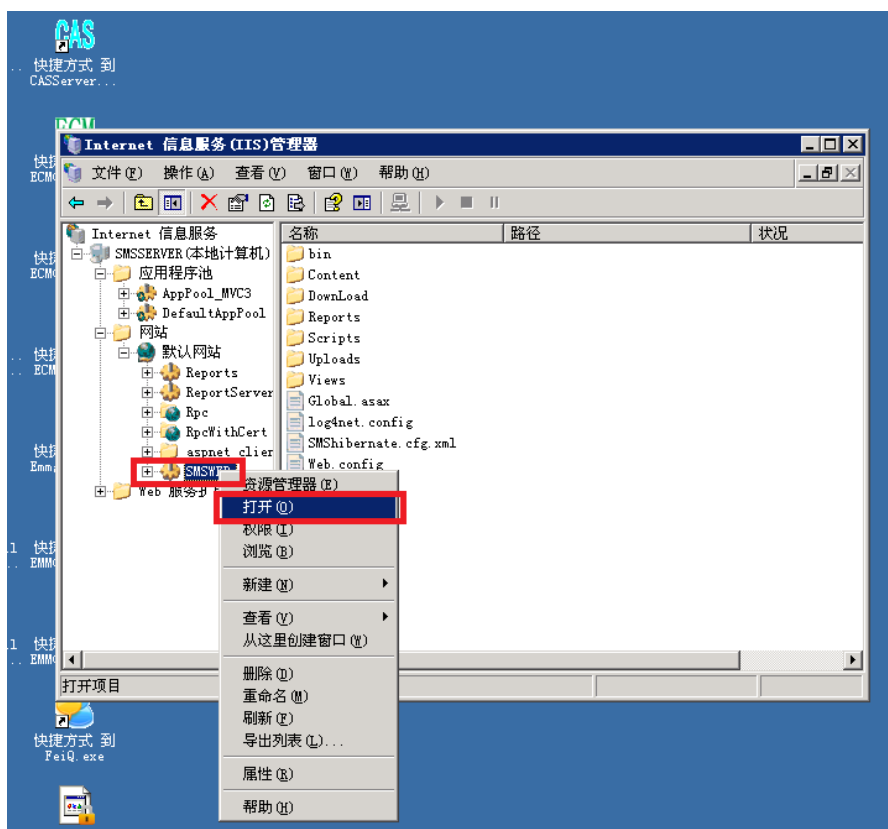 CAS
快捷方式 到
CASServer...
Internet 信息服务(IIS)管理器
文件(F) 操作(A) 查看(V) 窗口(W) 帮助(H)
Internet 信息服务
SMSSERVER(本地计算机)
应用程序池
AppPool_MVC3
DefaultAppPool
网站
默认网站
Reports
ReportServer
Rpc
RpcWithCert
aspnet_clier
SMSWEB
名称 路径 状况
bin
Content
DownLoad
Reports
Scripts
Uploads
Views
Global.asax
log4net.config
SMShibernate.cfg.xml
Web.config
资源管理器(E)
打开(O)
权限(I)
浏览(B)
新建(N)
查看(V)
从这里创建窗口(W)
删除(D)
重命名(M)
刷新(F)
导出列表(L)...
属性(R)
帮助(H)
打开项目
快捷方式 到
FeiQ.exe